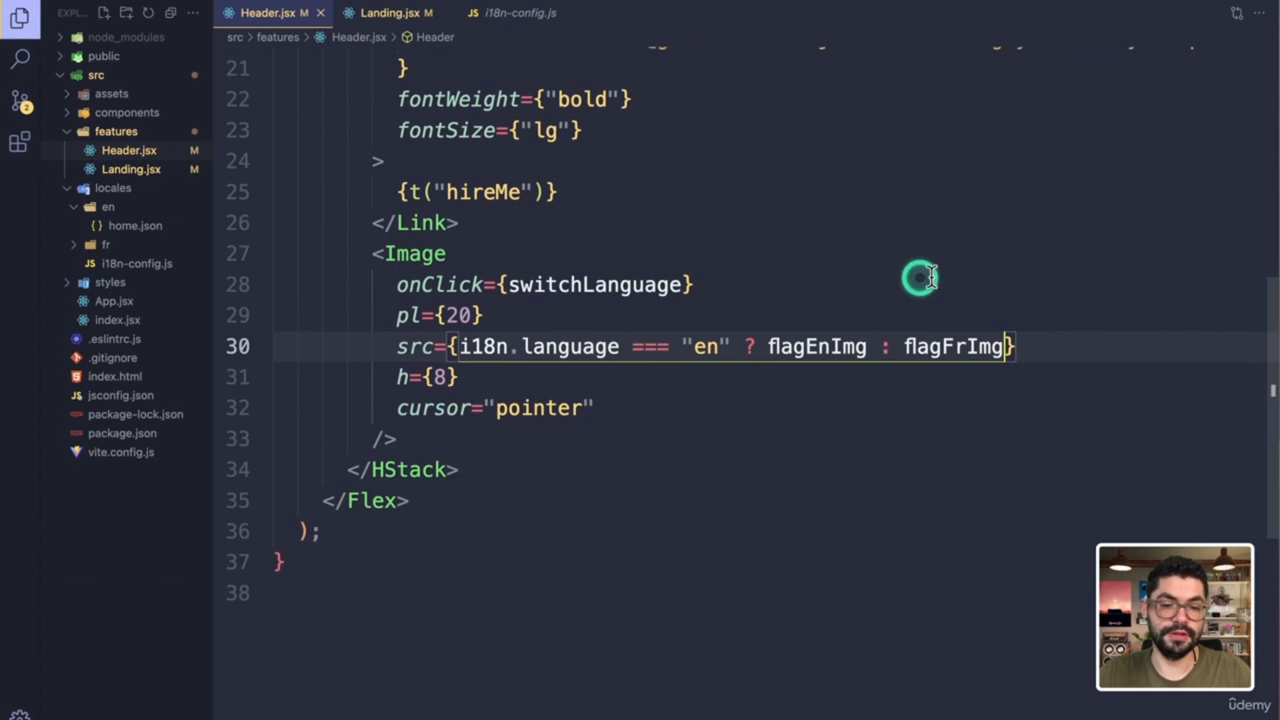 EXPL...
Header.jsx M
Landing.jsx M
i18n-config.js
src > features > Header.jsx > Header
node_modules
public
src
assets
components
features
Header.jsx M
Landing.jsx M
locales
en
{ } home.json
fr
JS i18n-config.js
styles
App.jsx
index.jsx
.eslintrc.js
.gitignore
index.html
jsconfig.json
package-lock.json
package.json
vite.config.js
2
21 }
22 fontWeight={"bold"}
23 fontSize={"lg"}
24 >
25 {t("hireMe")}
26 </Link>
27 <Image
28 onClick={switchLanguage}
29 pl={20}
30 src={i18n.language === "en" ? flagEnImg : flagFrImg}
31 h={8}
32 cursor="pointer"
33 />
34 </HStack>
35 </Flex>
36 );
37 }
38
ûdemy